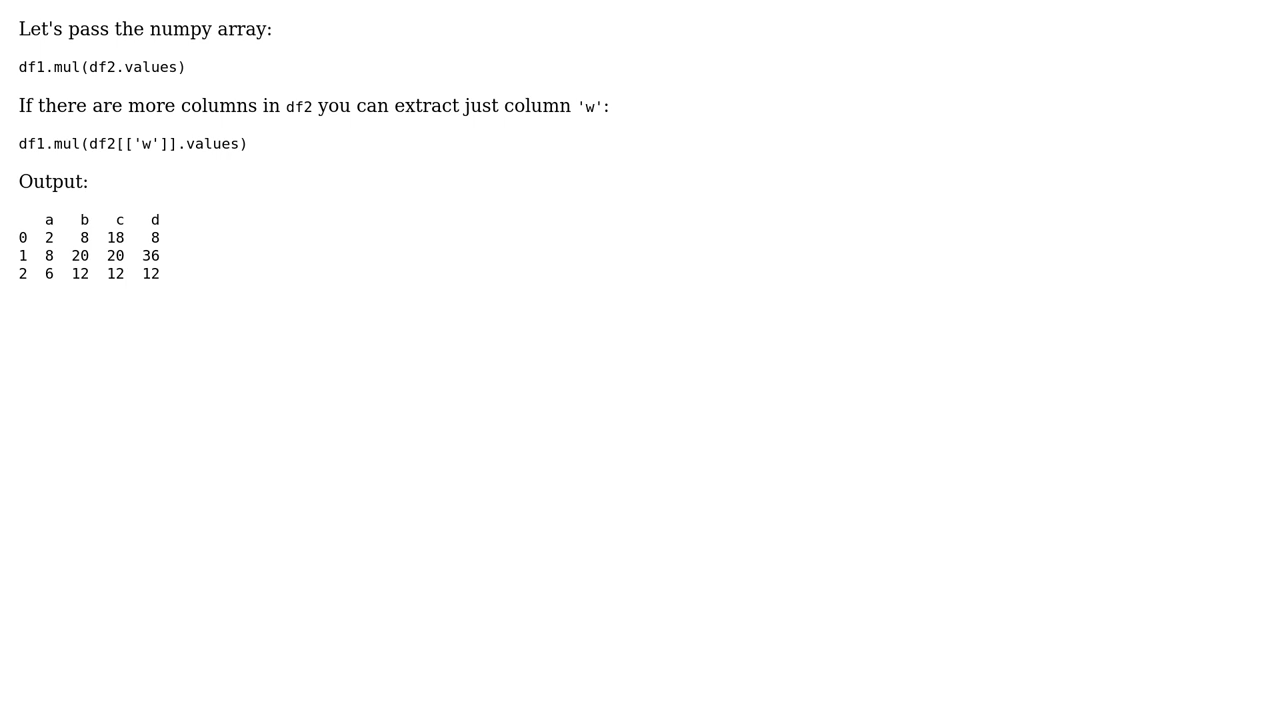 Let's pass the numpy array:
df1.mul(df2.values)
If there are more columns in df2 you can extract just column 'w':
df1.mul(df2[['w']].values)
Output:
   a   b   c   d
0  2   8  18   8
1  8  20  20  36
2  6  12  12  12